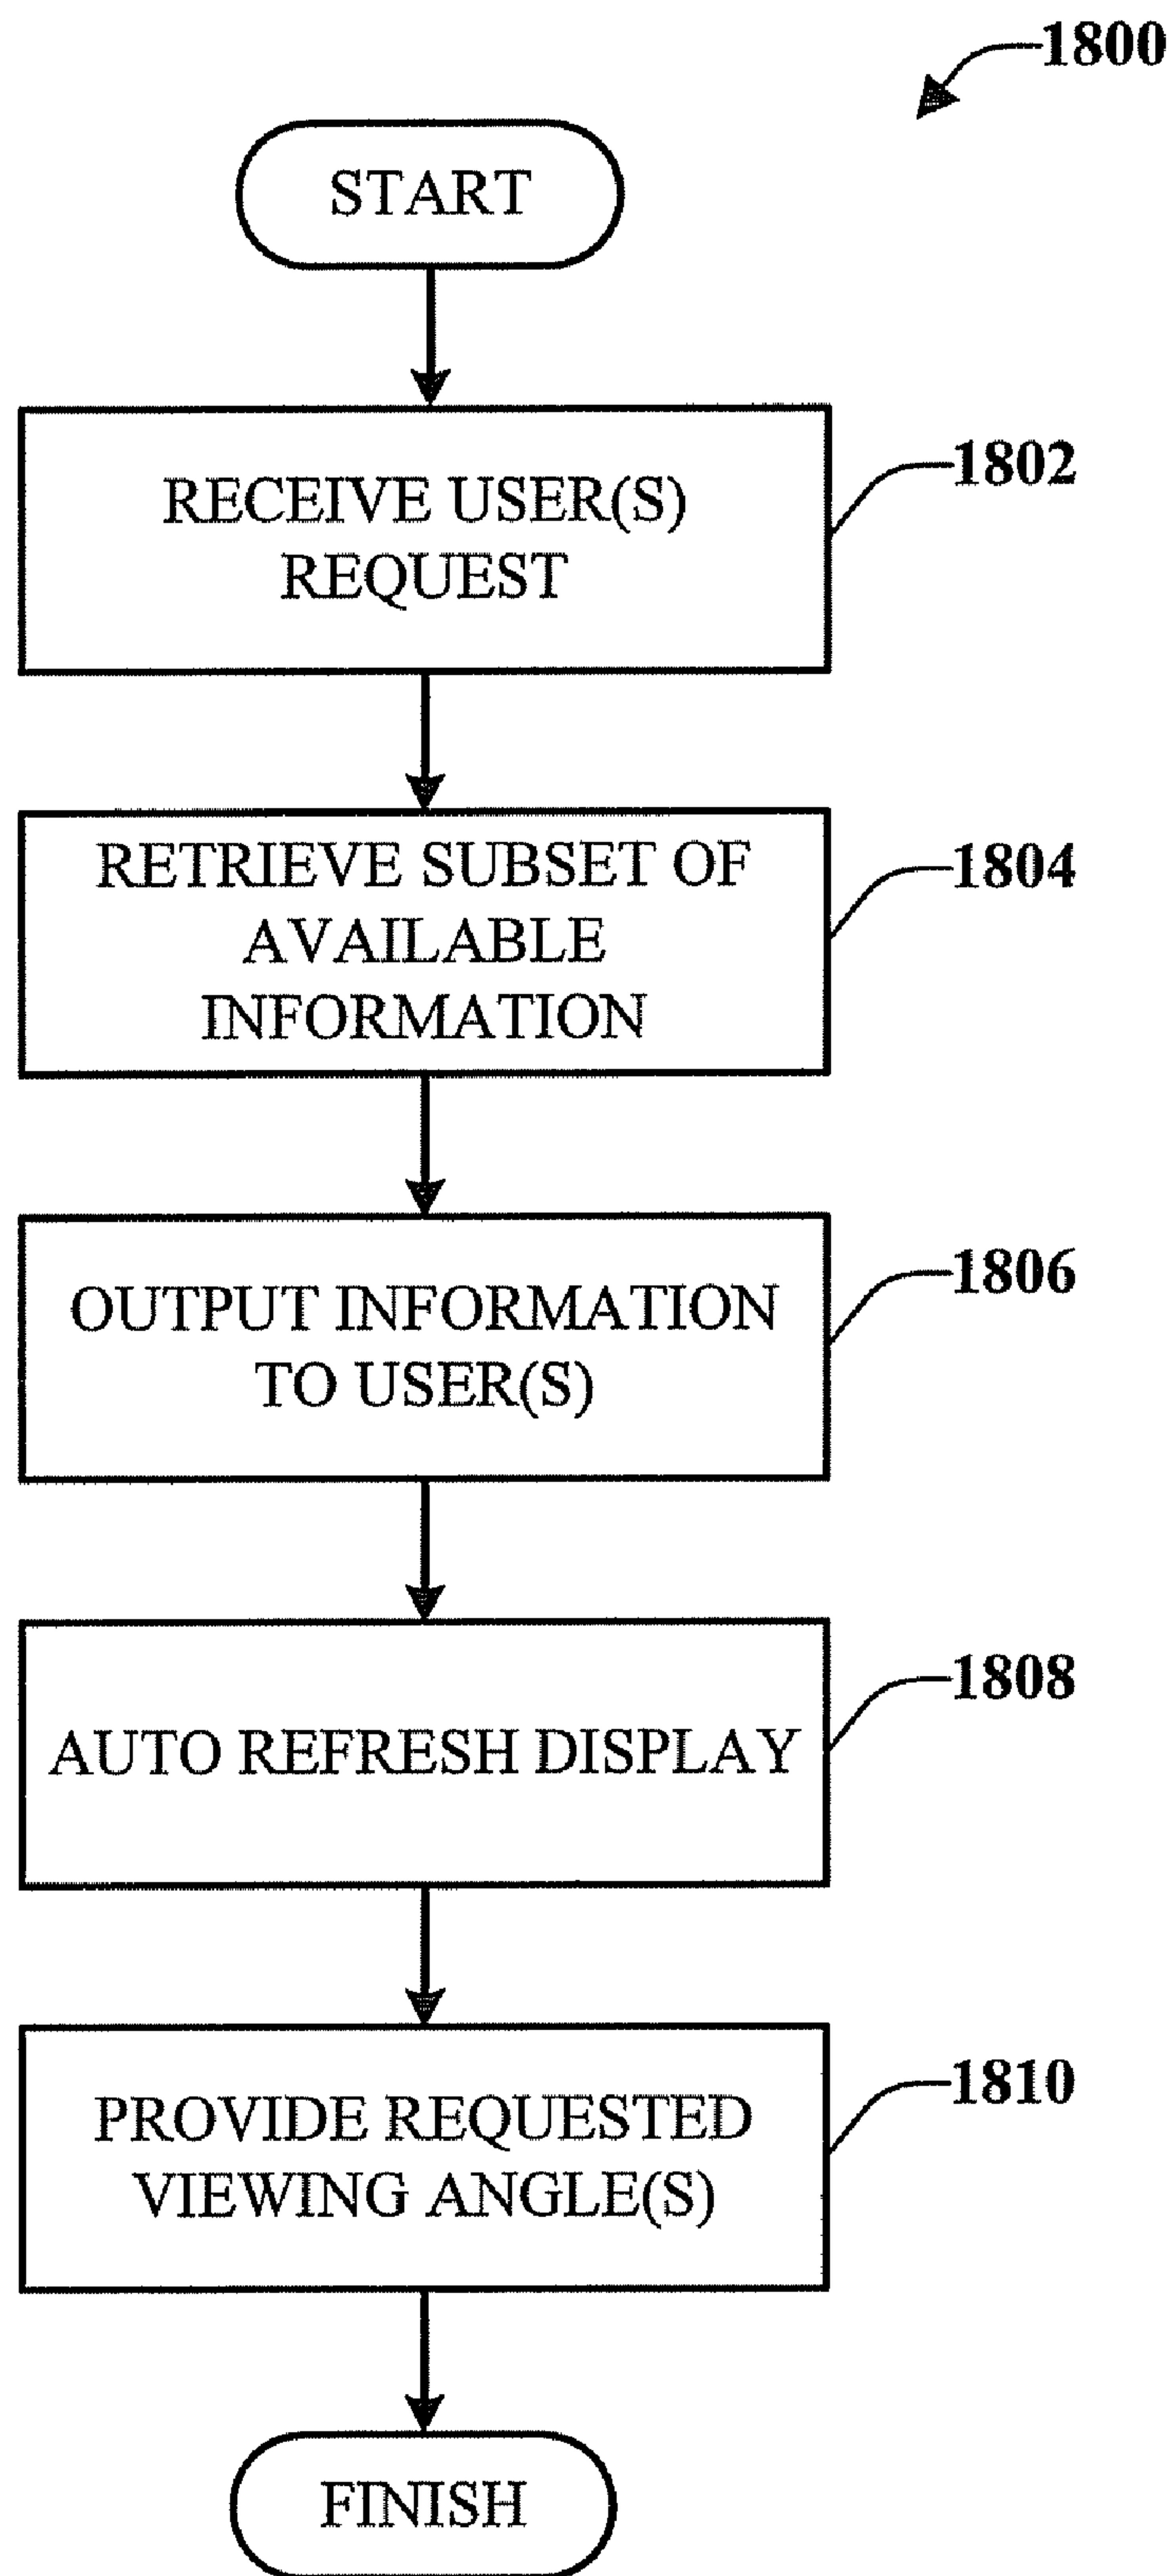 1800
START
RECEIVE USER(S)
REQUEST
1802
RETRIEVE SUBSET OF
AVAILABLE
INFORMATION
1804
OUTPUT INFORMATION
TO USER(S)
1806
AUTO REFRESH DISPLAY
1808
PROVIDE REQUESTED
VIEWING ANGLE(S)
1810
FINISH